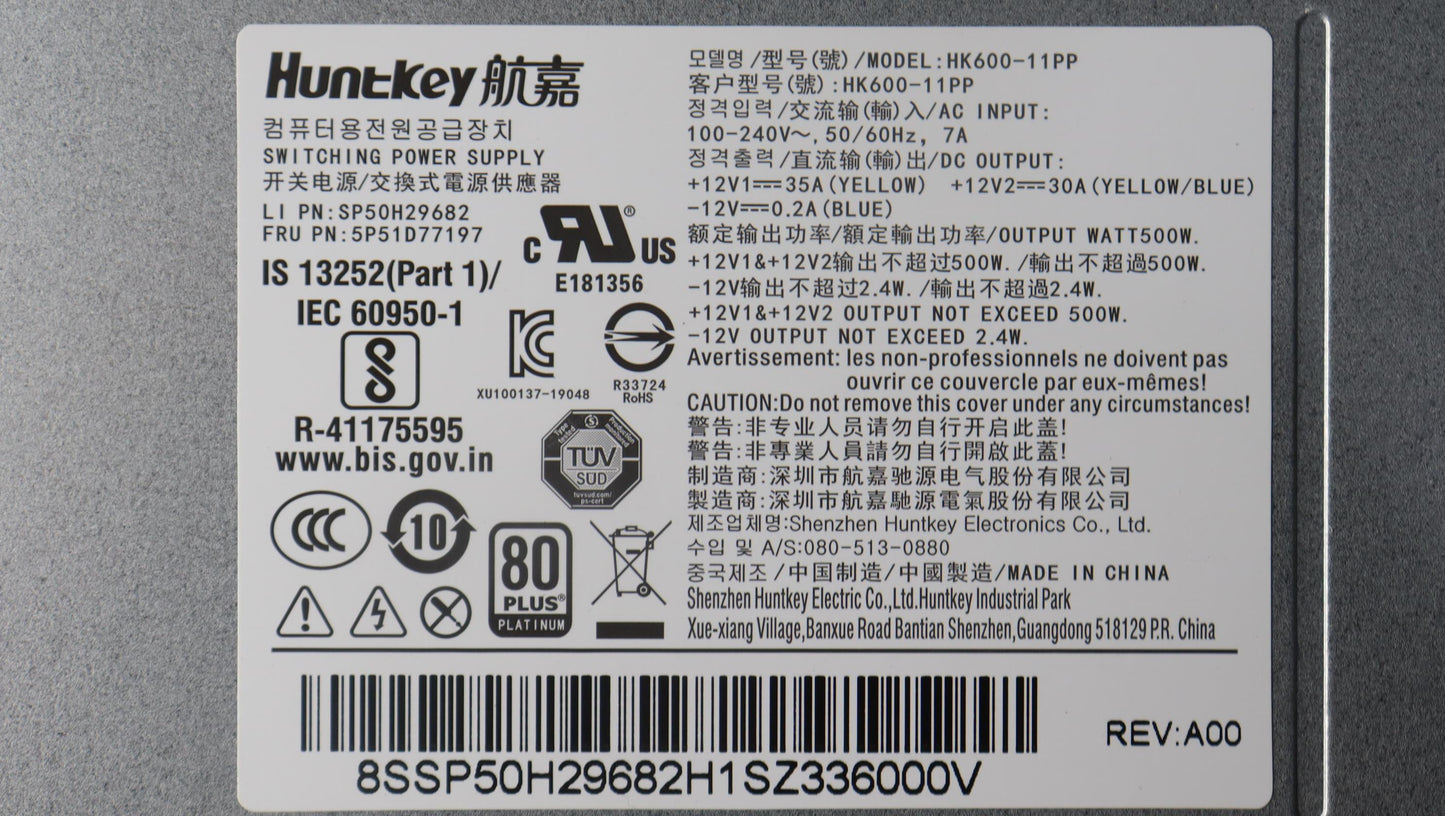 Huntkey 航嘉
컴퓨터용전원공급장치
SWITCHING POWER SUPPLY
开关电源/交換式電源供應器
LI PN:SP50H29682
FRU PN:5P51D77197
IS 13252(Part 1)/
IEC 60950-1
R-41175595
www.bis.gov.in
C RU ® US
E181356
XU100137-19048
R33724
RoHS
Type tested
Production monitored
TÜV
SUD
tuvsud.com/
ps-cert
CCC
10
80
PLUS®
PLATINUM
모델명/型号(號)/MODEL:HK600-11PP
客户型号(號):HK600-11PP
정격입력/交流输(輸)入/AC INPUT:
100-240V～,50/60Hz, 7A
정격출력/直流输(輸)出/DC OUTPUT:
+12V1⎓35A(YELLOW) +12V2⎓30A(YELLOW/BLUE)
-12V⎓0.2A(BLUE)
额定输出功率/額定輸出功率/OUTPUT WATT500W.
+12V1&+12V2输出不超过500W./輸出不超過500W.
-12V输出不超过2.4W./輸出不超過2.4W.
+12V1&+12V2 OUTPUT NOT EXCEED 500W.
-12V OUTPUT NOT EXCEED 2.4W.
Avertissement: les non-professionnels ne doivent pas
ouvrir ce couvercle par eux-mêmes!
CAUTION:Do not remove this cover under any circumstances!
警告:非专业人员请勿自行开启此盖!
警告:非專業人員請勿自行開啟此蓋!
制造商:深圳市航嘉驰源电气股份有限公司
製造商:深圳市航嘉馳源電氣股份有限公司
제조업체명:Shenzhen Huntkey Electronics Co., Ltd.
수입 및 A/S:080-513-0880
중국제조/中国制造/中國製造/MADE IN CHINA
Shenzhen Huntkey Electric Co.,Ltd.Huntkey Industrial Park
Xue-xiang Village,Banxue Road Bantian Shenzhen,Guangdong 518129 P.R. China
8SSP50H29682H1SZ336000V
REV:A00